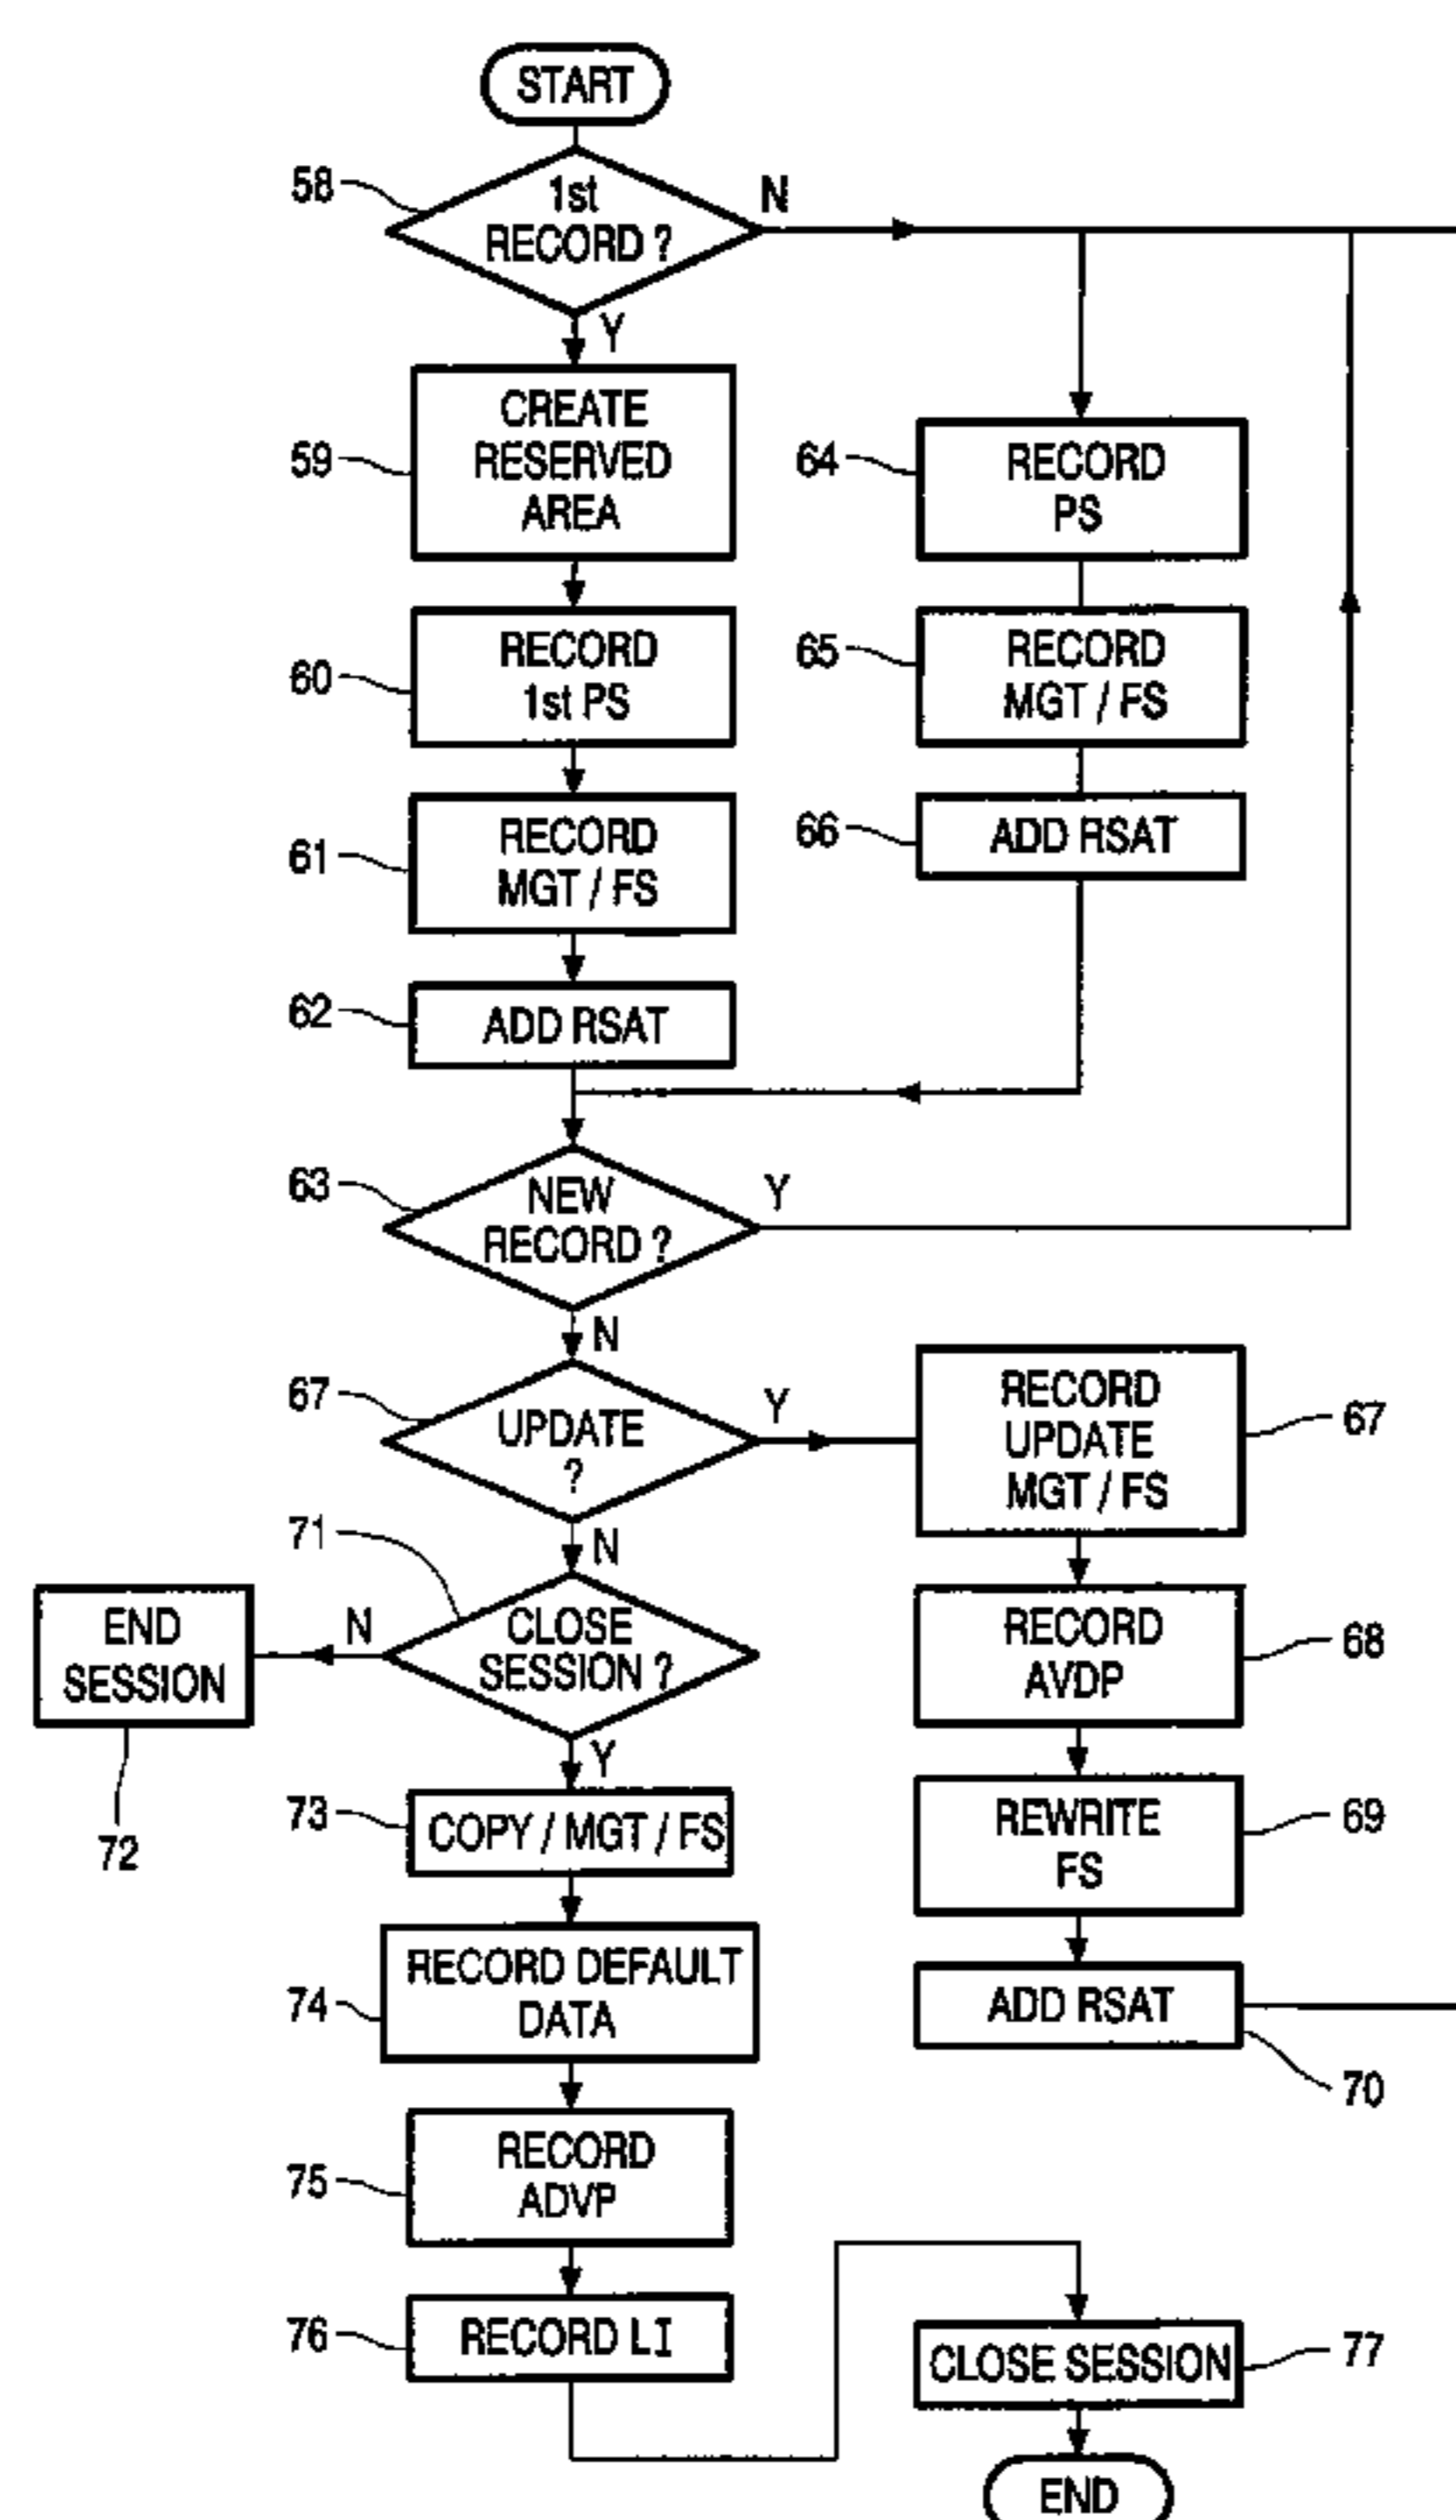 START
58
1st
RECORD ?
N
Y
59
CREATE
RESERVED
AREA
64
RECORD
PS
60
RECORD
1st PS
65
RECORD
MGT / FS
61
RECORD
MGT / FS
66
ADD RSAT
62
ADD RSAT
63
NEW
RECORD ?
Y
N
67
UPDATE
?
Y
RECORD
UPDATE
MGT / FS
67
N
71
CLOSE
SESSION ?
N
END
SESSION
72
Y
RECORD
AVDP
68
73
COPY / MGT / FS
REWRITE
FS
69
74
RECORD DEFAULT
DATA
ADD RSAT
70
75
RECORD
ADVP
76
RECORD LI
CLOSE SESSION
77
END